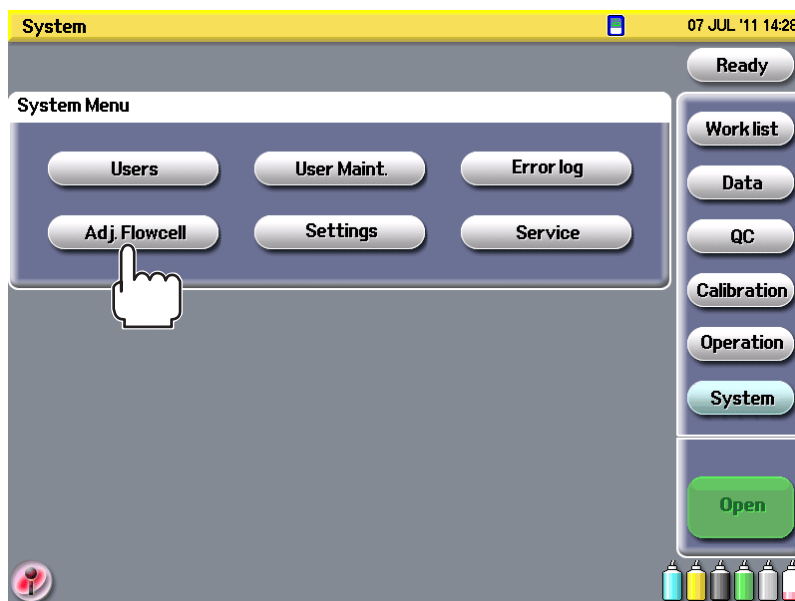 System
07 JUL '11 14:28
Ready
System Menu
Users
User Maint.
Error log
Adj. Flowcell
Settings
Service
Work list
Data
QC
Calibration
Operation
System
Open